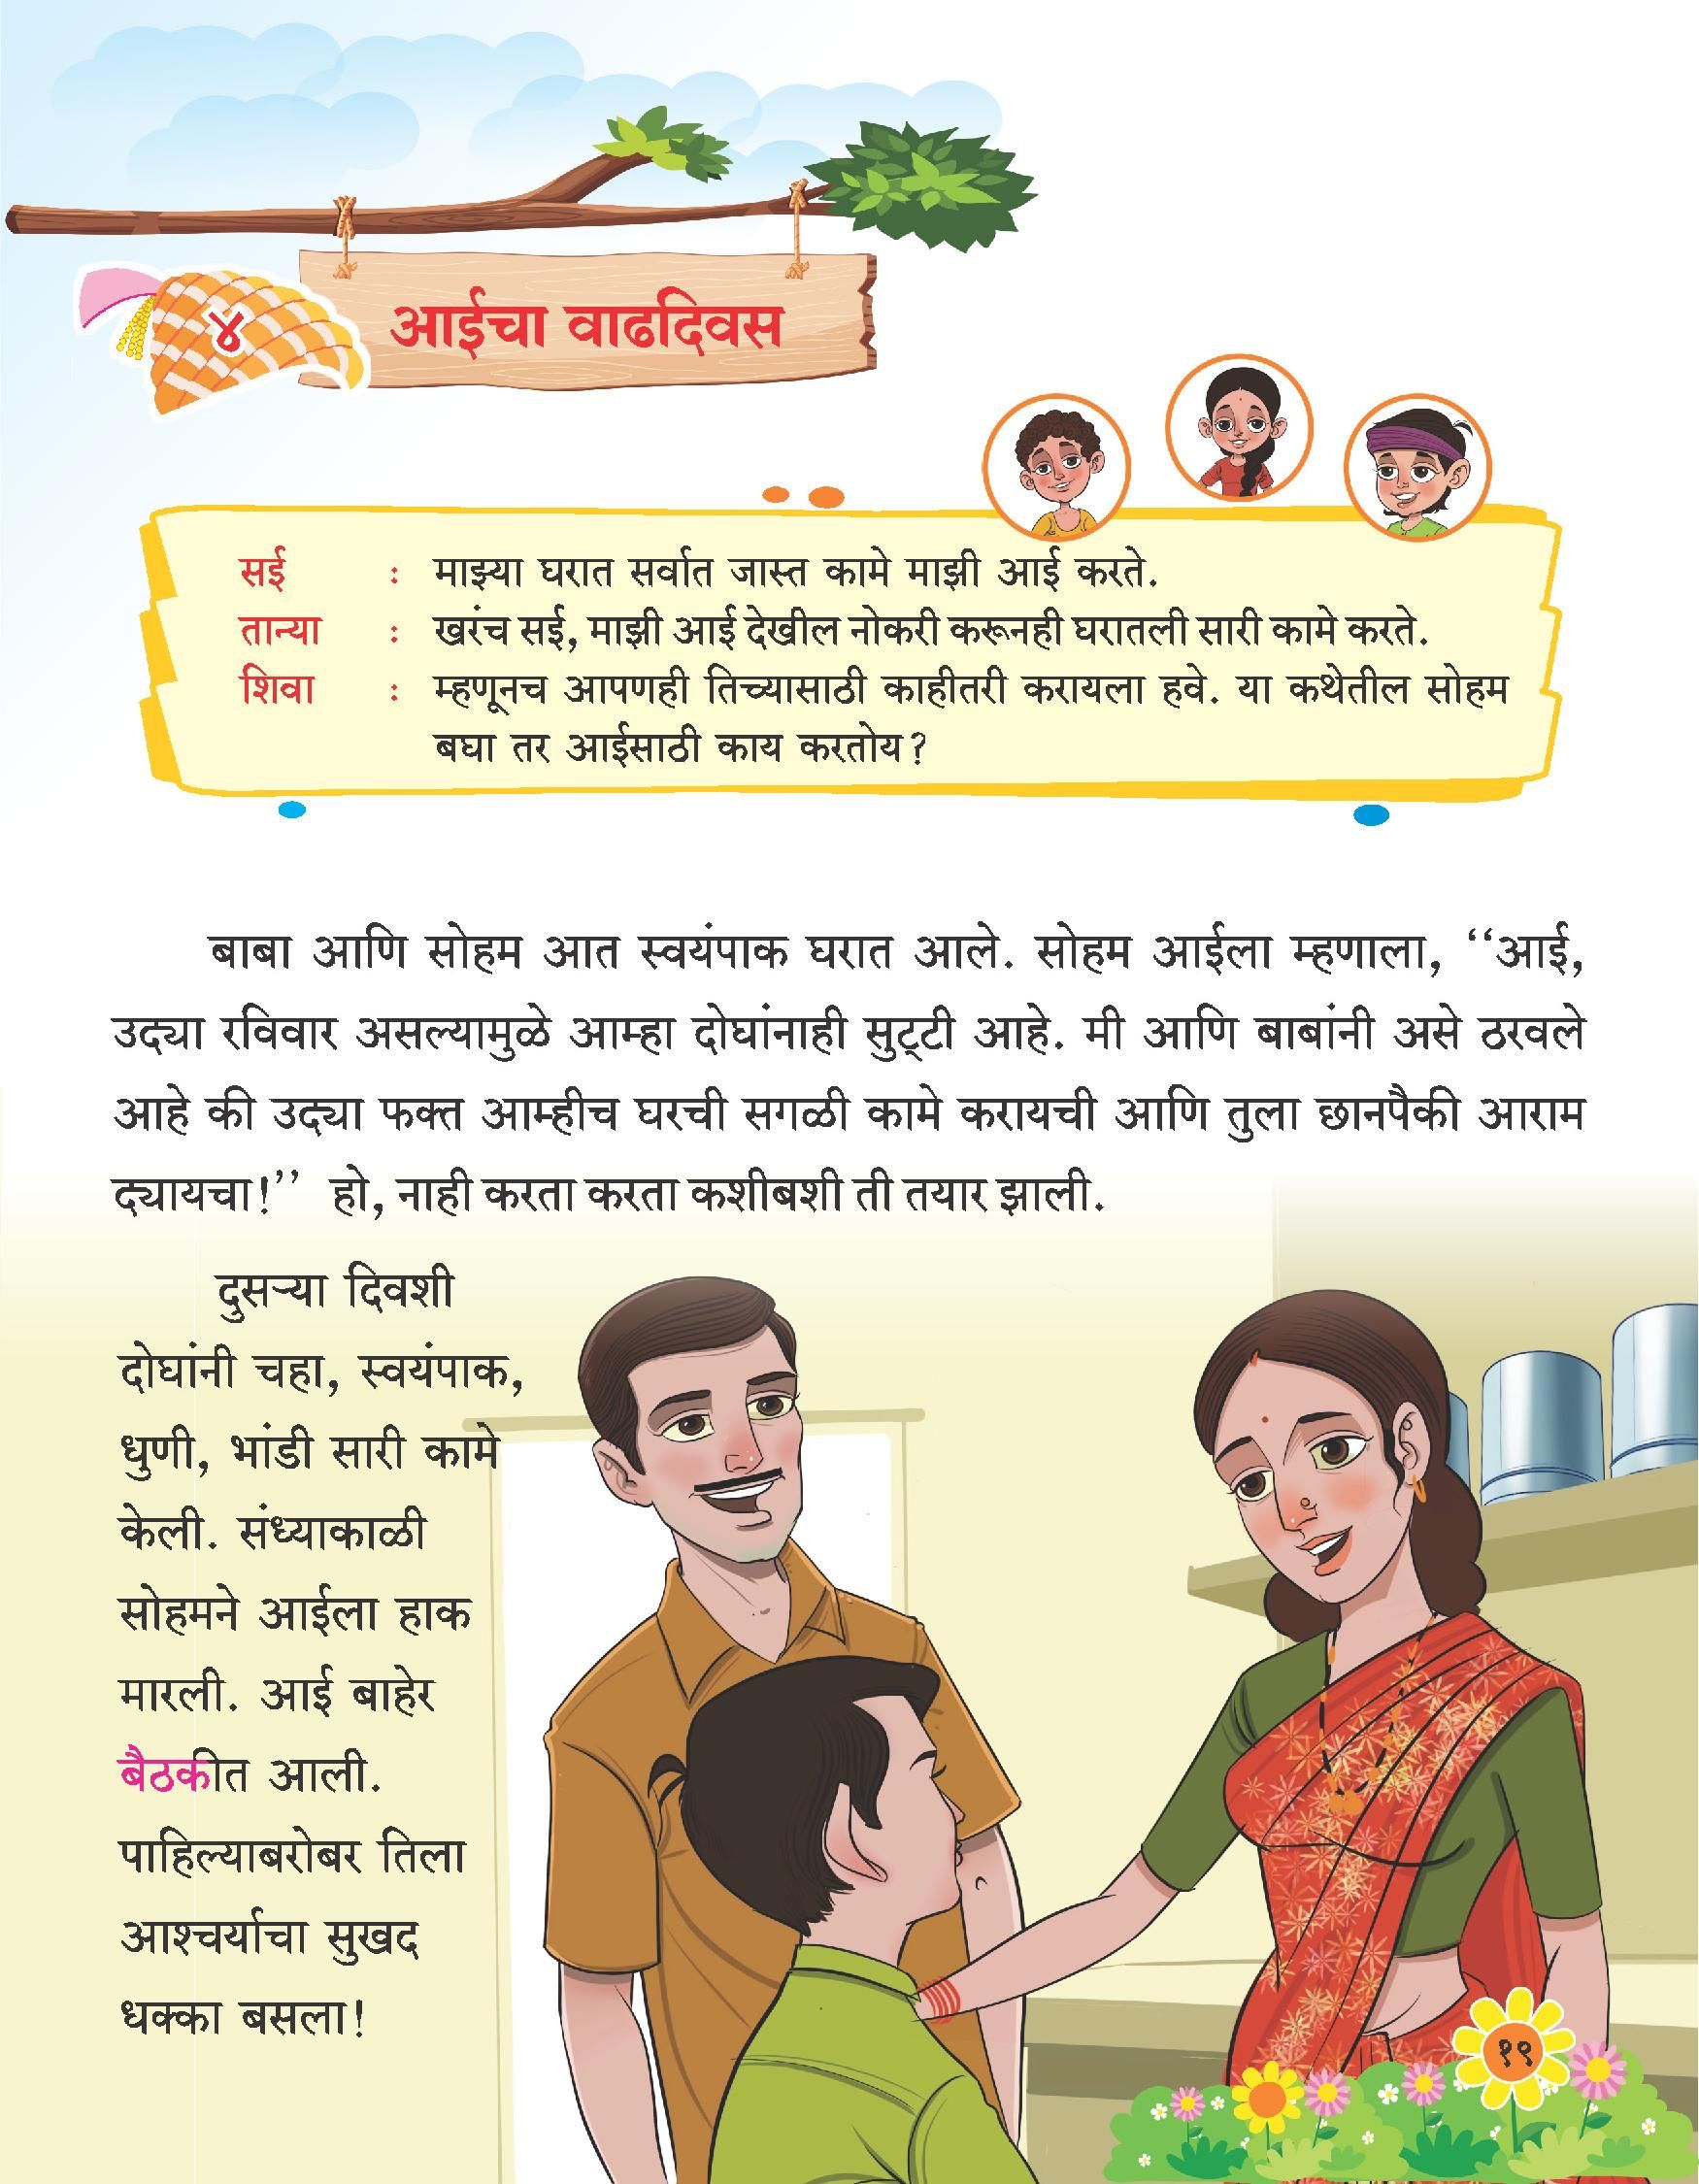 ४
आईचा वाढदिवस
सई : माझ्या घरात सर्वात जास्त कामे माझी आई करते.
तान्या : खरंच सई, माझी आई देखील नोकरी करूनही घरातली सारी कामे करते.
शिवा : म्हणूनच आपणही तिच्यासाठी काहीतरी करायला हवे. या कथेतील सोहम
बघा तर आईसाठी काय करतोय?
बाबा आणि सोहम आत स्वयंपाक घरात आले. सोहम आईला म्हणाला, ‘‘आई,
उद्या रविवार असल्यामुळे आम्हा दोघांनाही सुट्टी आहे. मी आणि बाबांनी असे ठरवले
आहे की उद्या फक्त आम्हीच घरची सगळी कामे करायची आणि तुला छानपैकी आराम
द्यायचा!’’ हो, नाही करता करता कशीबशी ती तयार झाली.
दुसऱ्या दिवशी
दोघांनी चहा, स्वयंपाक,
धुणी, भांडी सारी कामे
केली. संध्याकाळी
सोहमने आईला हाक
मारली. आई बाहेर
बैठकीत आली.
पाहिल्याबरोबर तिला
आश्चर्याचा सुखद
धक्का बसला!
१९